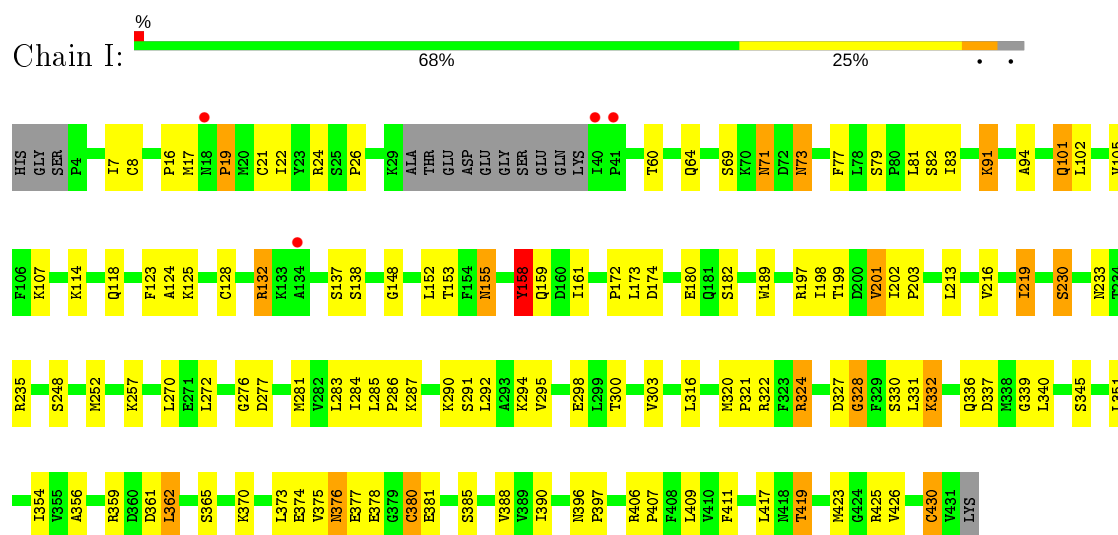 %
Chain I:
68% 25% • •
HIS GLY SER P4 I7 C8 P16 M17 N18 P19 M20 C21 I22 Y23 R24 S25 P26 K29 ALA THR GLU ASP GLU GLY SER GLU GLN LYS I40 P41 T60 Q64 S69 K70 N71 D72 N73 F77 L78 S79 P80 L81 S82 I83 K91 A94 Q101 L102 V105
F106 K107 K114 Q118 F123 A124 K125 C128 R132 K133 A134 S137 S138 G148 L152 T153 F154 N155 Y158 Q159 D160 I161 P172 L173 D174 E180 Q181 S182 W189 R197 I198 T199 D200 V201 I202 P203 L213 V216 I219 S230 N233 T234
R235 S248 M252 K257 L270 E271 L272 G276 D277 M281 V282 L283 I284 L285 P286 K287 K290 S291 L292 A293 K294 V295 E298 L299 T300 V303 L316 M320 P321 R322 F323 R324 D327 G328 F329 S330 L331 K332 Q336 D337 M338 G339 L340 S345 L351
I354 V355 A356 R359 D360 D361 L362 S365 K370 L373 E374 V375 N376 E377 E378 G379 C380 E381 S385 V388 V389 I390 N396 P397 R406 P407 F408 L409 V410 F411 L417 N418 T419 M423 G424 R425 V426 C430 V431 LYS